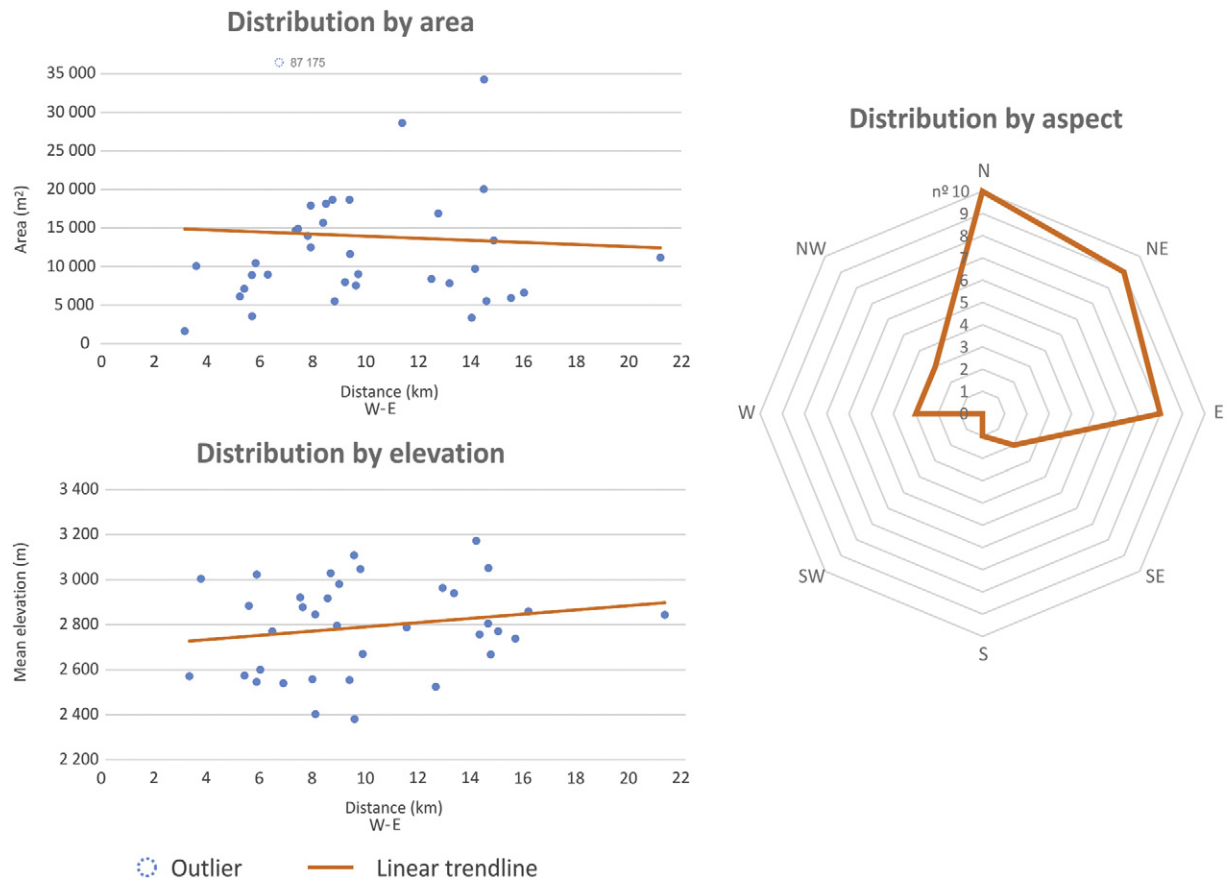 Distribution by area
87 175
35 000
30 000
25 000
20 000
15 000
10 000
5 000
0
Area (m²)
0 2 4 6 8 10 12 14 16 18 20 22
Distance (km)
W-E
Distribution by elevation
3 400
3 200
3 000
2 800
2 600
2 400
2 200
Mean elevation (m)
0 2 4 6 8 10 12 14 16 18 20 22
Distance (km)
W-E
Outlier
Linear trendline
Distribution by aspect
N
nº 10
9
8
7
6
5
4
3
2
1
0
NW
NE
W
E
SW
SE
S